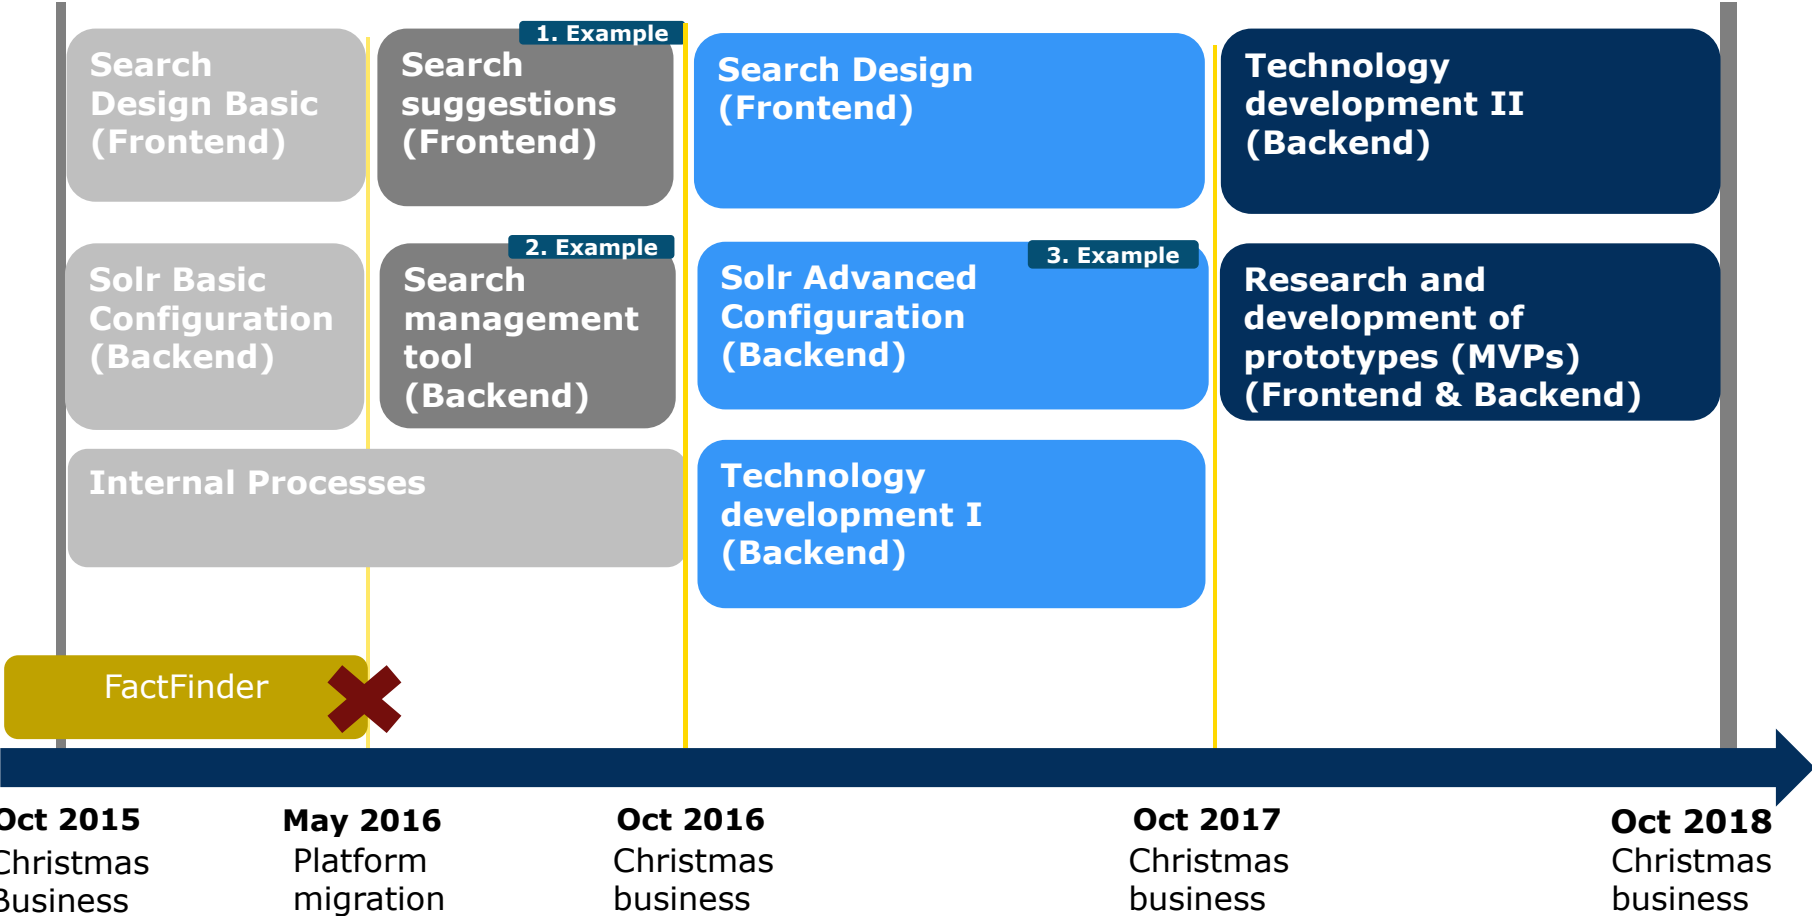 1. Example
Search
Design Basic
(Frontend)
Search
suggestions
(Frontend)
Search Design
(Frontend)
Technology
development II
(Backend)
2. Example
3. Example
Solr Basic
Configuration
(Backend)
Search
management
tool
(Backend)
Solr Advanced
Configuration
(Backend)
Research and
development of
prototypes (MVPs)
(Frontend & Backend)
Internal Processes
Technology
development I
(Backend)
FactFinder
Oct 2015
Christmas
Business
May 2016
Platform
migration
Oct 2016
Christmas
business
Oct 2017
Christmas
business
Oct 2018
Christmas
business